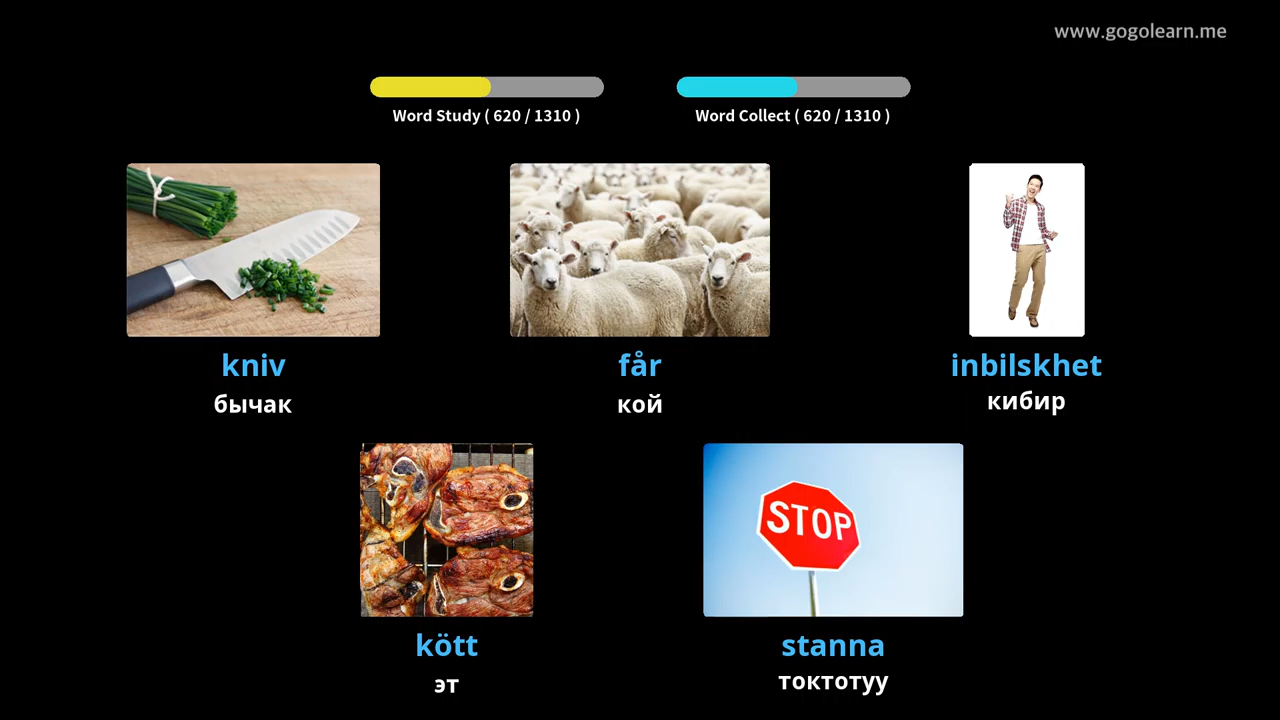 www.gogolearn.me
Word Study ( 620 / 1310 )
Word Collect ( 620 / 1310 )
kniv
бычак
får
кой
inbilskhet
кибир
STOP
kött
эт
stanna
токтотуу